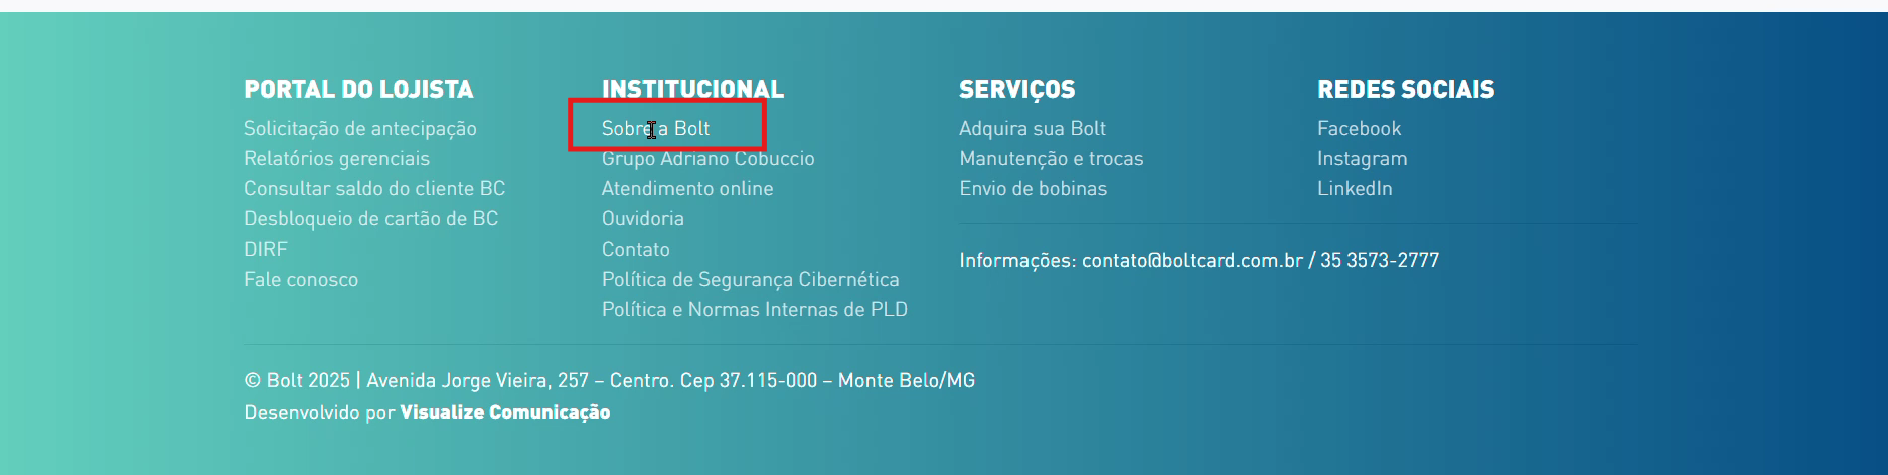 PORTAL DO LOJISTA
Solicitação de antecipação
Relatórios gerenciais
Consultar saldo do cliente BC
Desbloqueio de cartão de BC
DIRF
Fale conosco
INSTITUCIONAL
Sobre a Bolt
Grupo Adriano Cobuccio
Atendimento online
Ouvidoria
Contato
Política de Segurança Cibernética
Política e Normas Internas de PLD
SERVIÇOS
Adquira sua Bolt
Manutenção e trocas
Envio de bobinas
REDES SOCIAIS
Facebook
Instagram
LinkedIn
Informações: contato@boltcard.com.br / 35 3573-2777
© Bolt 2025 | Avenida Jorge Vieira, 257 – Centro. Cep 37.115-000 – Monte Belo/MG
Desenvolvido por Visualize Comunicação